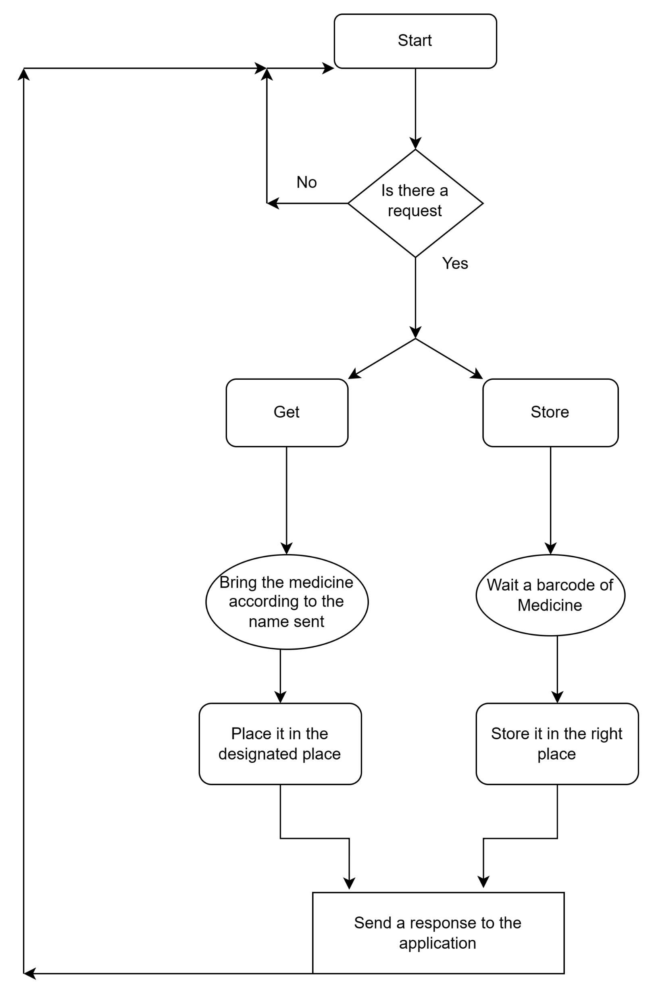 Start
Is there a
request
No
Yes
Get
Store
Bring the medicine
according to the
name sent
Wait a barcode of
Medicine
Place it in the
designated place
Store it in the right
place
Send a response to the
application